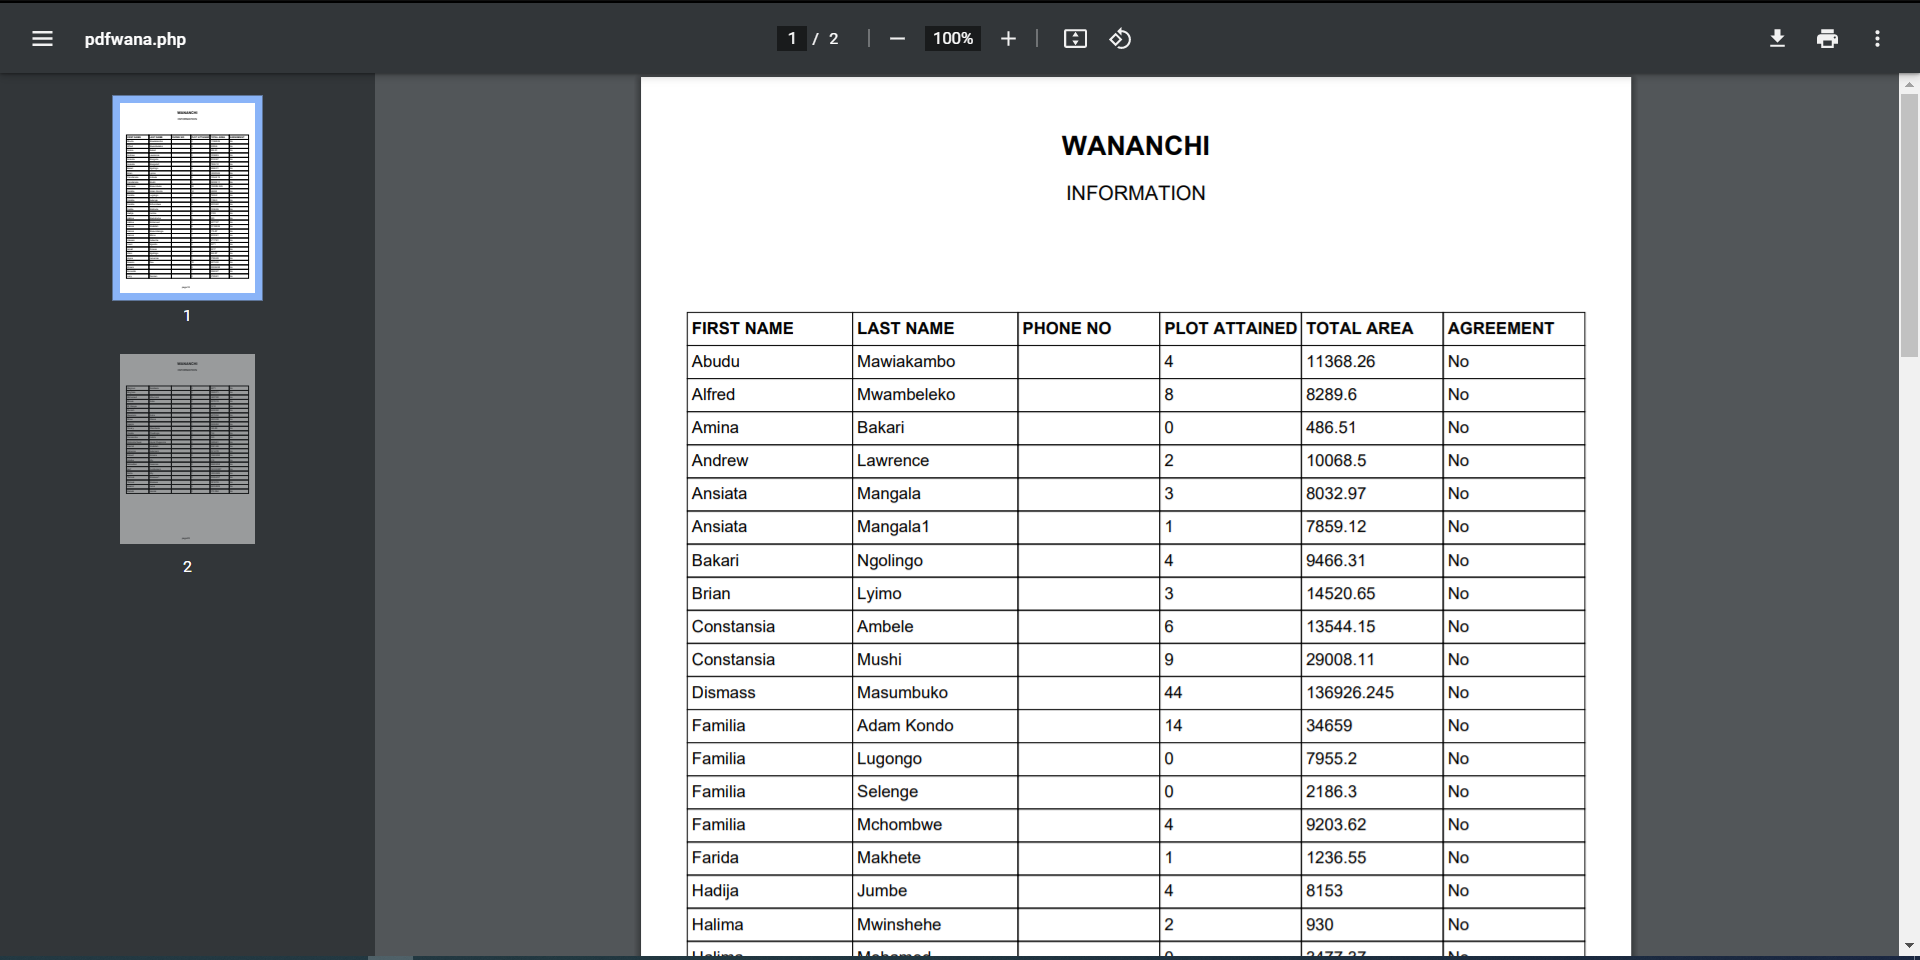 pdfwana.php
1 / 2
100%
1
2
WANANCHI
INFORMATION
FIRST NAME LAST NAME PHONE NO PLOT ATTAINED TOTAL AREA AGREEMENT
Abudu Mawiakambo 4 11368.26 No
Alfred Mwambeleko 8 8289.6 No
Amina Bakari 0 486.51 No
Andrew Lawrence 2 10068.5 No
Ansiata Mangala 3 8032.97 No
Ansiata Mangala1 1 7859.12 No
Bakari Ngolingo 4 9466.31 No
Brian Lyimo 3 14520.65 No
Constansia Ambele 6 13544.15 No
Constansia Mushi 9 29008.11 No
Dismass Masumbuko 44 136926.245 No
Familia Adam Kondo 14 34659 No
Familia Lugongo 0 7955.2 No
Familia Selenge 0 2186.3 No
Familia Mchombwe 4 9203.62 No
Farida Makhete 1 1236.55 No
Hadija Jumbe 4 8153 No
Halima Mwinshehe 2 930 No
Halima Mohamed 0 3477.37 No